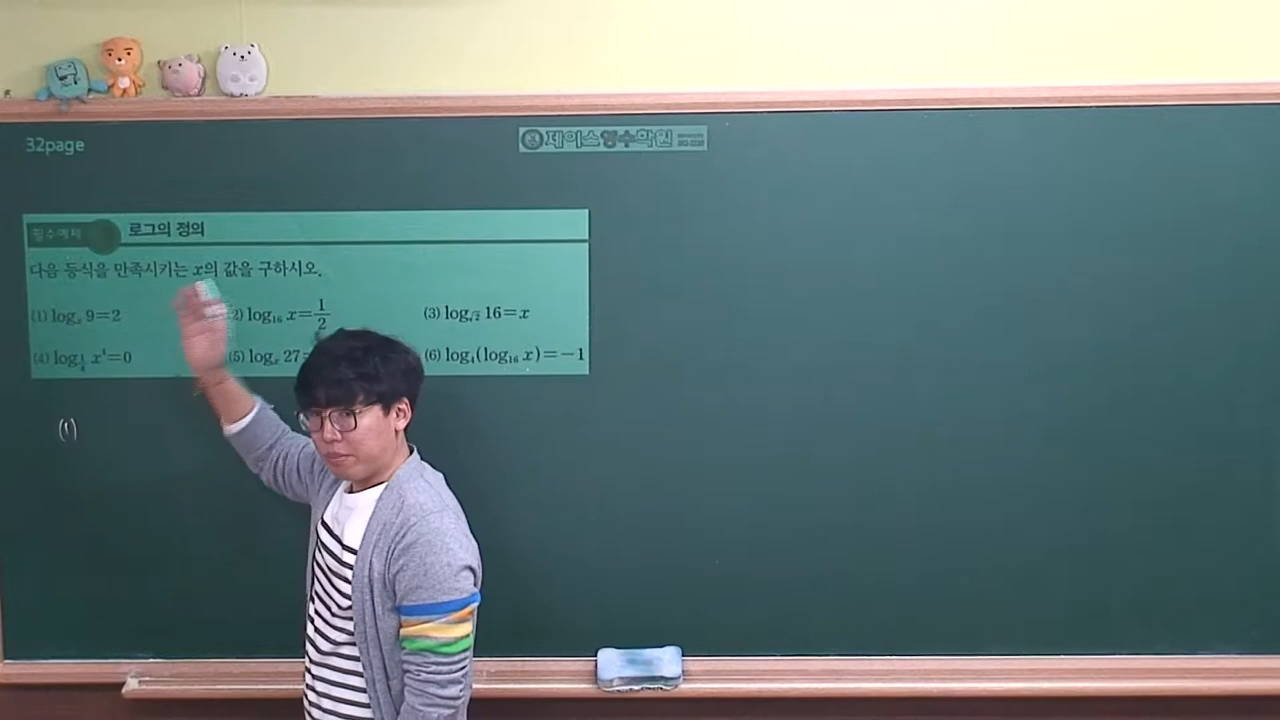 32page
제이스영수학원
필수예제 로그의 정의
다음 등식을 만족시키는 x의 값을 구하시오.
(1) logₓ 9=2 (2) log₁₆ x=1/2 (3) log_√2 16=x
(4) log_1/4 x⁴=0 (5) logₓ 27= (6) log₄(log₁₆ x)=−1
(1)